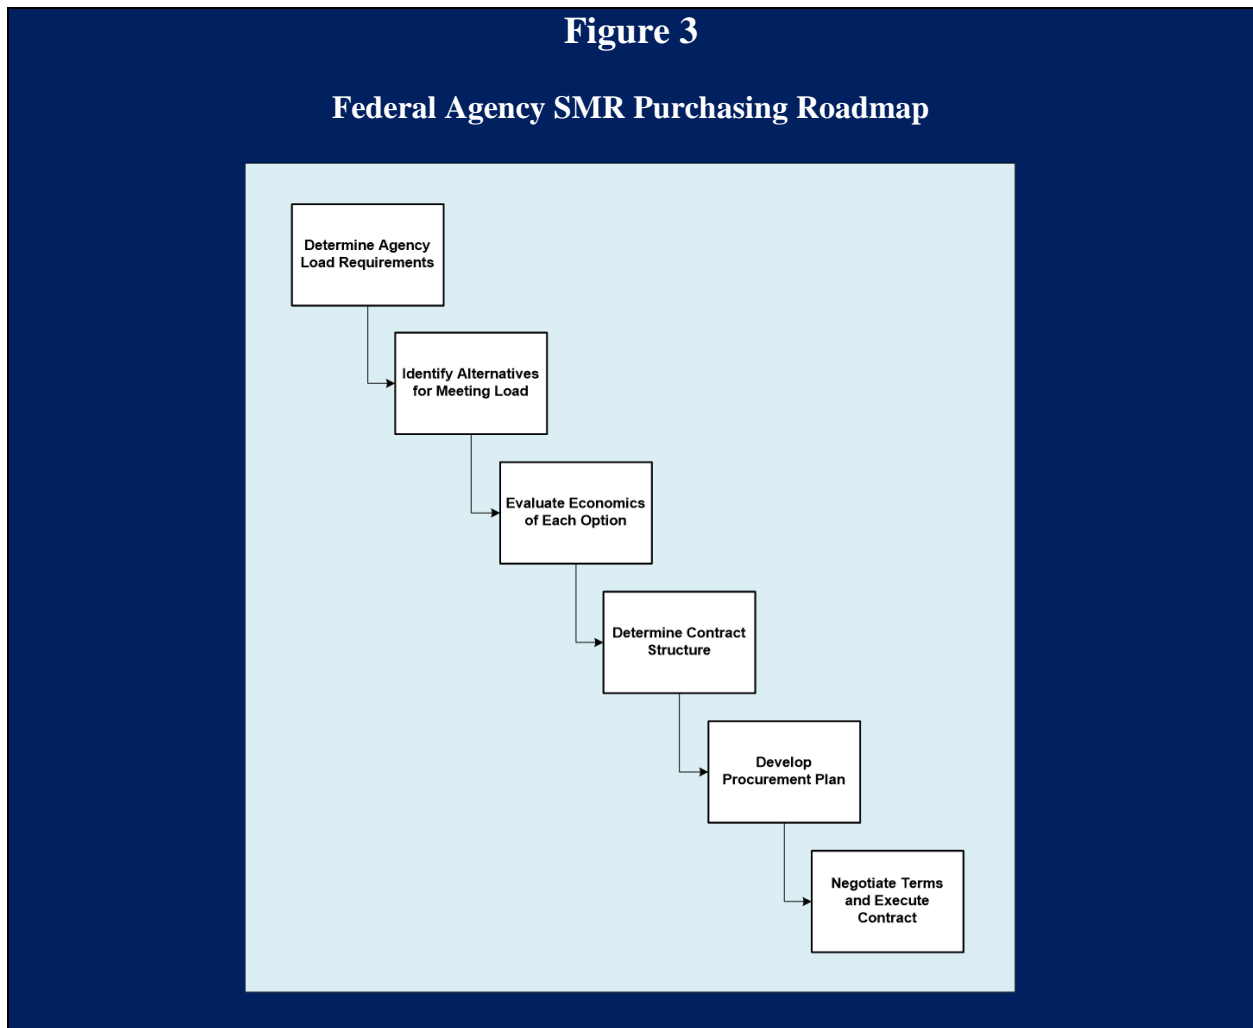 Figure 3
Federal Agency SMR Purchasing Roadmap
Determine Agency
Load Requirements
Identify Alternatives
for Meeting Load
Evaluate Economics
of Each Option
Determine Contract
Structure
Develop
Procurement Plan
Negotiate Terms
and Execute
Contract